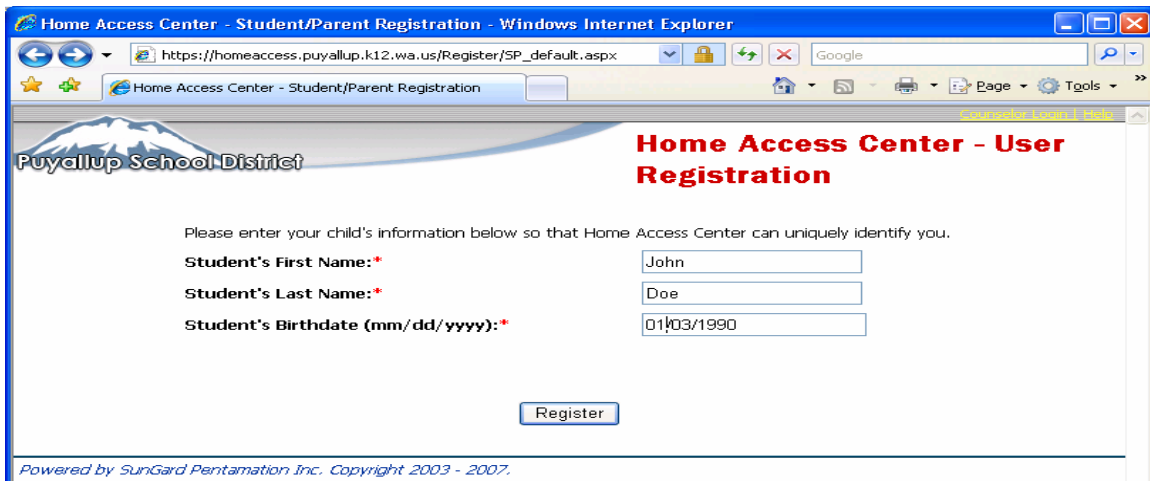 Home Access Center - Student/Parent Registration - Windows Internet Explorer
https://homeaccess.puyallup.k12.wa.us/Register/SP_default.aspx
Google
Home Access Center - Student/Parent Registration
Page
Tools
»
Counselor Login | Help
Puyallup School District
Home Access Center - User
Registration
Please enter your child's information below so that Home Access Center can uniquely identify you.
Student's First Name:* John
Student's Last Name:* Doe
Student's Birthdate (mm/dd/yyyy):* 01/03/1990
Register
Powered by SunGard Pentamation Inc. Copyright 2003 - 2007.